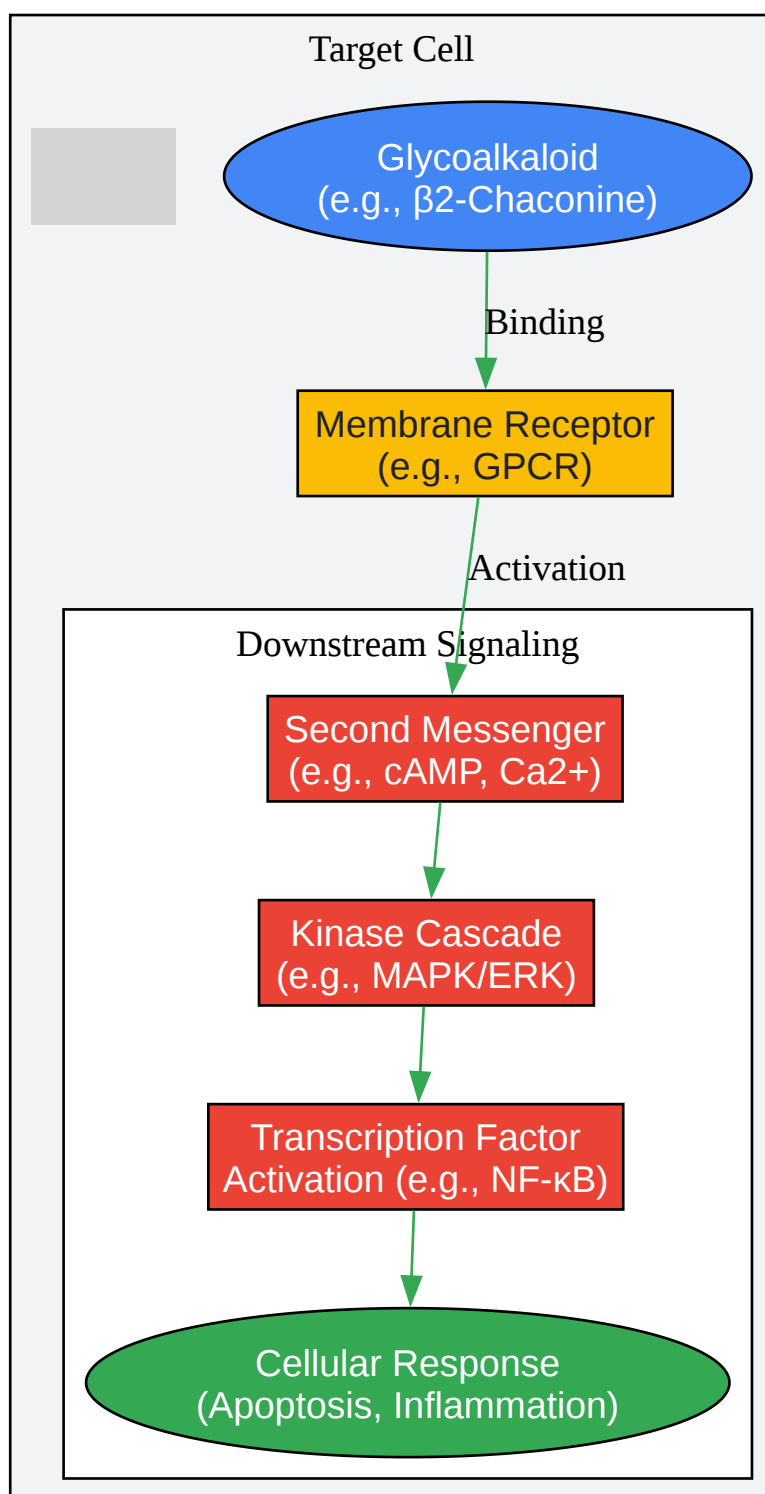 Target Cell
Glycoalkaloid
(e.g., β2-Chaconine)
Binding
Membrane Receptor
(e.g., GPCR)
Activation
Downstream Signaling
Second Messenger
(e.g., cAMP, Ca2+)
Kinase Cascade
(e.g., MAPK/ERK)
Transcription Factor
Activation (e.g., NF-κB)
Cellular Response
(Apoptosis, Inflammation)